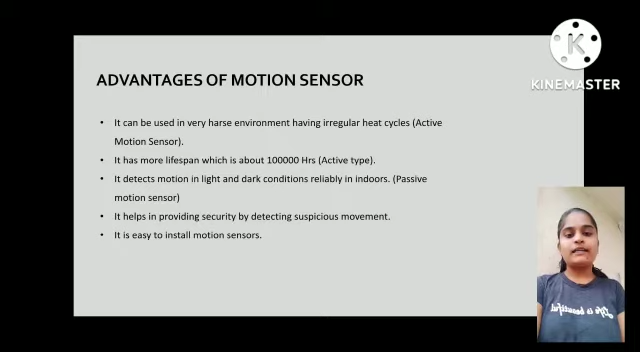 ADVANTAGES OF MOTION SENSOR
KINEMASTER
• It can be used in very harse environment having irregular heat cycles (Active
Motion Sensor).
• It has more lifespan which is about 100000 Hrs (Active type).
• It detects motion in light and dark conditions reliably in indoors. (Passive
motion sensor)
• It helps in providing security by detecting suspicious movement.
• It is easy to install motion sensors.
Life is beautiful